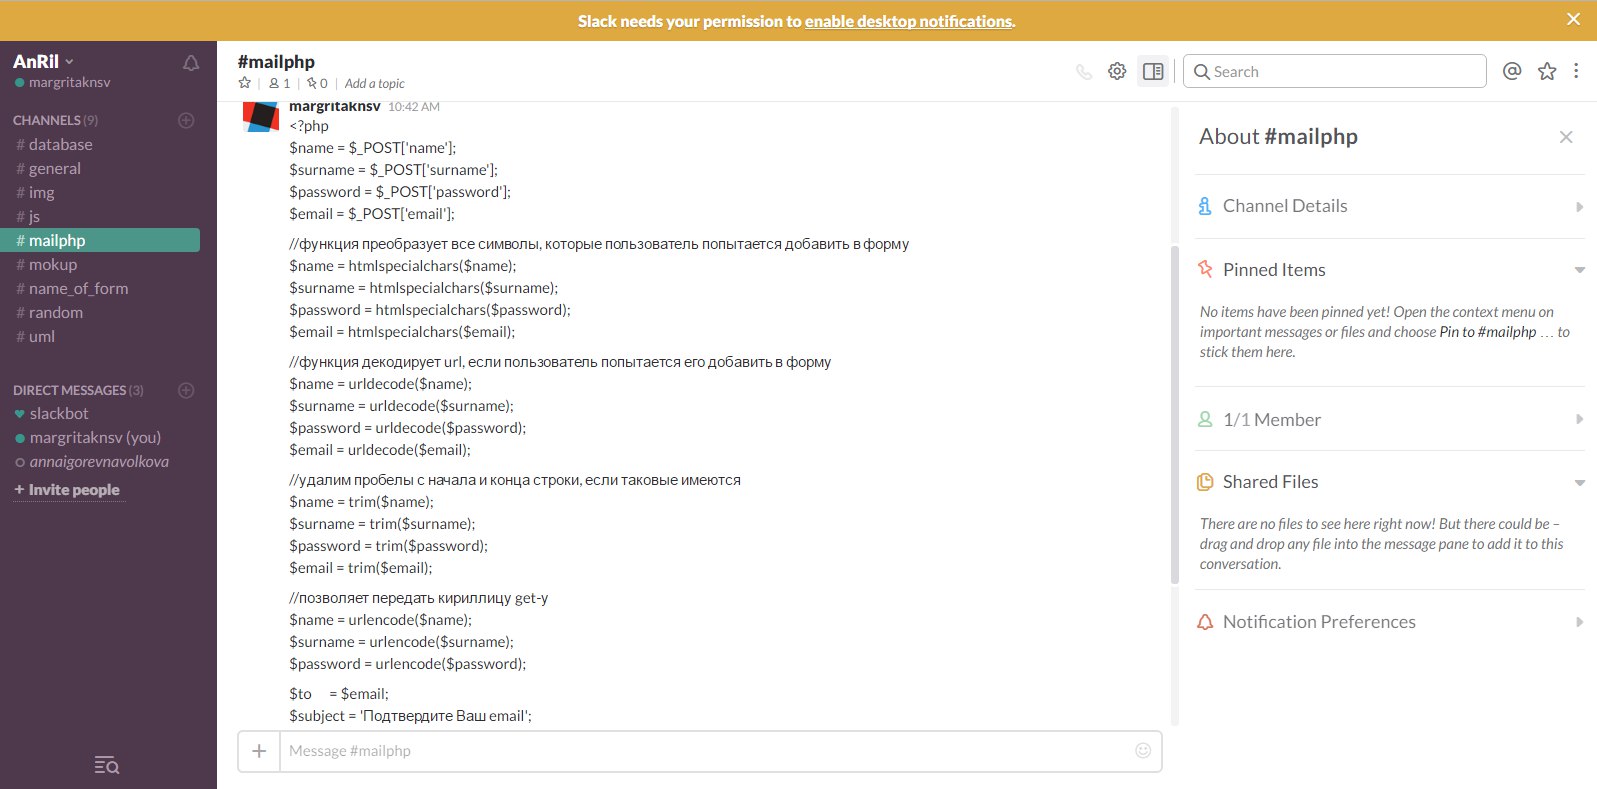 Slack needs your permission to enable desktop notifications.
AnRil
margritaknsv
CHANNELS (9)
# database
# general
# img
# js
# mailphp
# mokup
# name_of_form
# random
# uml
DIRECT MESSAGES (3)
slackbot
margritaknsv (you)
annaigorevnavolkova
+ Invite people
#mailphp
1 | 0 | Add a topic
Search
margritaknsv 10:42 AM
<?php
$name = $_POST['name'];
$surname = $_POST['surname'];
$password = $_POST['password'];
$email = $_POST['email'];
//функция преобразует все символы, которые пользователь попытается добавить в форму
$name = htmlspecialchars($name);
$surname = htmlspecialchars($surname);
$password = htmlspecialchars($password);
$email = htmlspecialchars($email);
//функция декодирует url, если пользователь попытается его добавить в форму
$name = urldecode($name);
$surname = urldecode($surname);
$password = urldecode($password);
$email = urldecode($email);
//удалим пробелы с начала и конца строки, если таковые имеются
$name = trim($name);
$surname = trim($surname);
$password = trim($password);
$email = trim($email);
//позволяет передать кириллицу get-у
$name = urlencode($name);
$surname = urlencode($surname);
$password = urlencode($password);
$to = $email;
$subject = 'Подтвердите Ваш email';
Message #mailphp
About #mailphp
Channel Details
Pinned Items
No items have been pinned yet! Open the context menu on
important messages or files and choose Pin to #mailphp … to
stick them here.
1/1 Member
Shared Files
There are no files to see here right now! But there could be –
drag and drop any file into the message pane to add it to this
conversation.
Notification Preferences